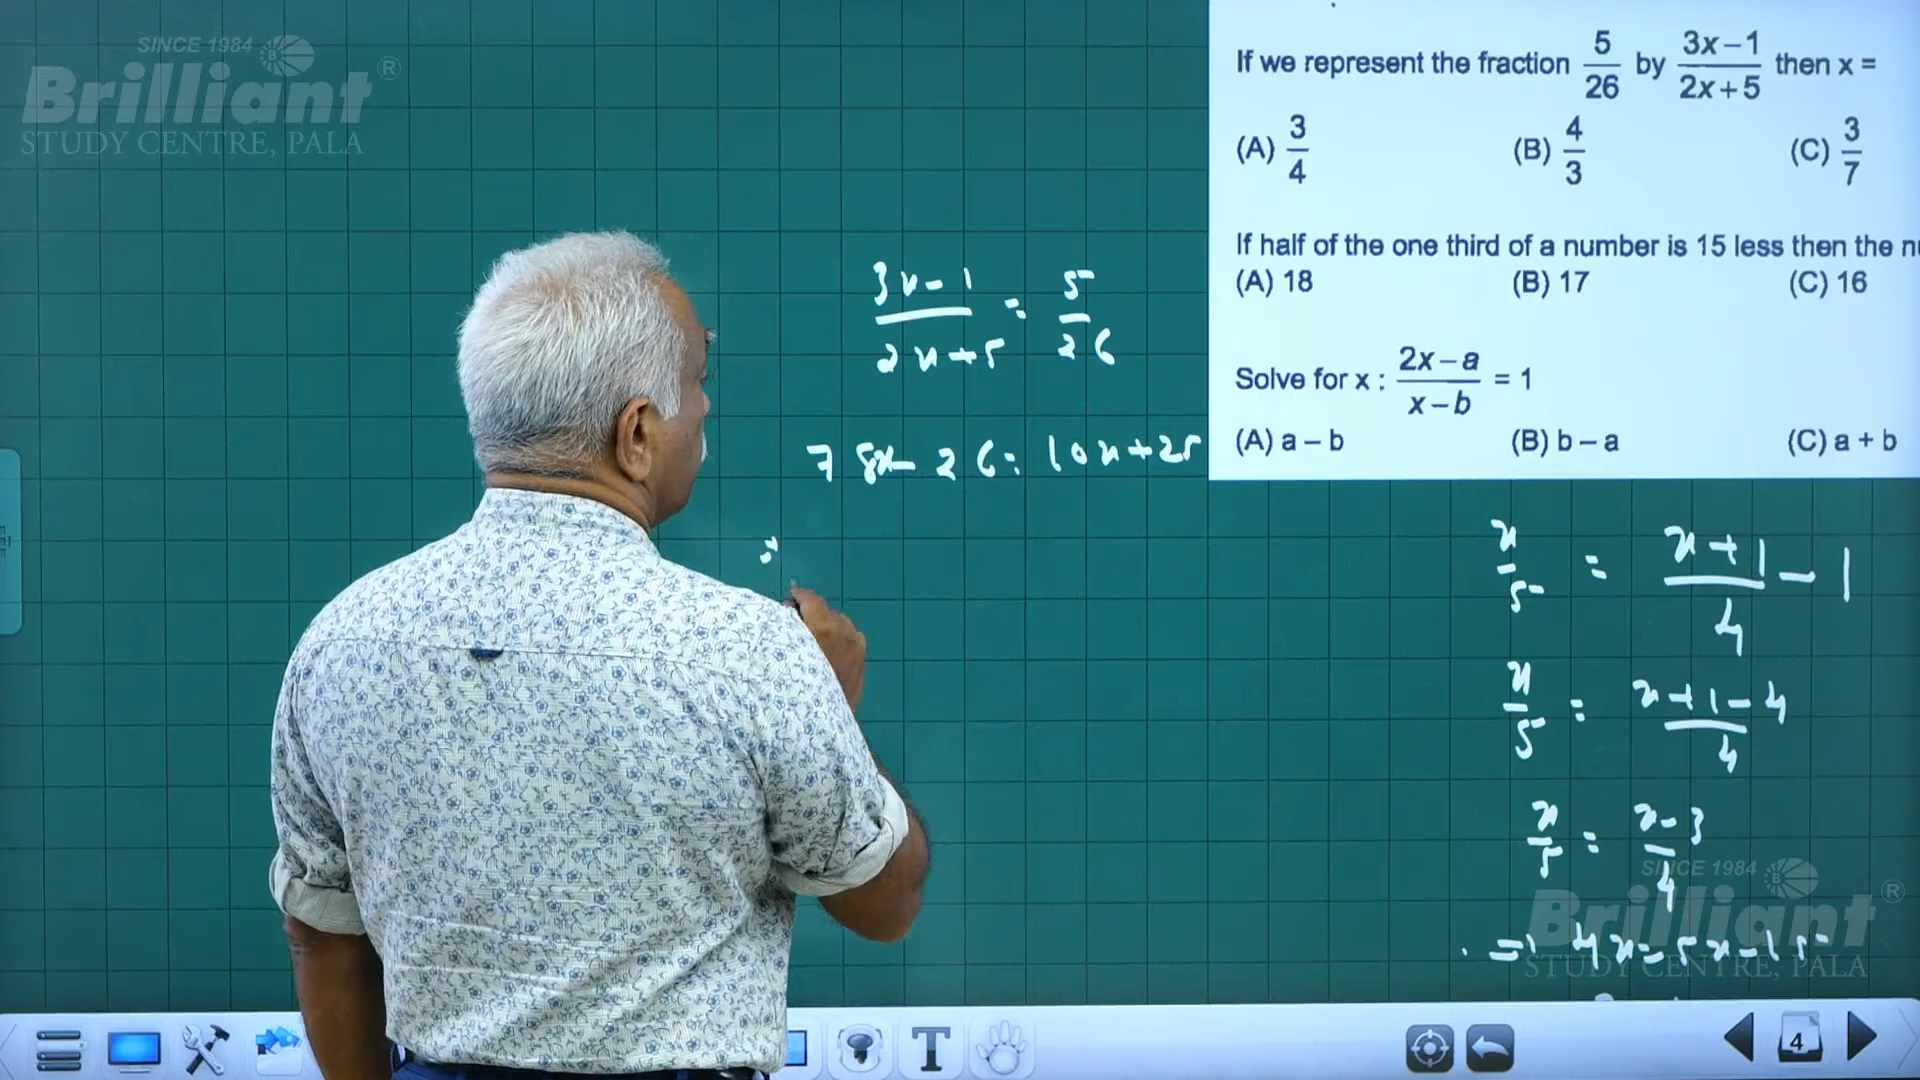 SINCE 1984
Brilliant®
STUDY CENTRE, PALA
If we represent the fraction 5/26 by 3x-1/2x+5 then x =
(A) 3/4 (B) 4/3 (C) 3/7
If half of the one third of a number is 15 less then the n
(A) 18 (B) 17 (C) 16
Solve for x : 2x-a/x-b = 1
(A) a – b (B) b – a (C) a + b
3x-1/2x+5 = 5/26
78x-26=10x+25
x/5 = x+1/4 - 1
x/5 = x+1-4/4
x/5 = x-3/4
=> 4x=5x-15
SINCE 1984
Brilliant®
STUDY CENTRE, PALA
T
4